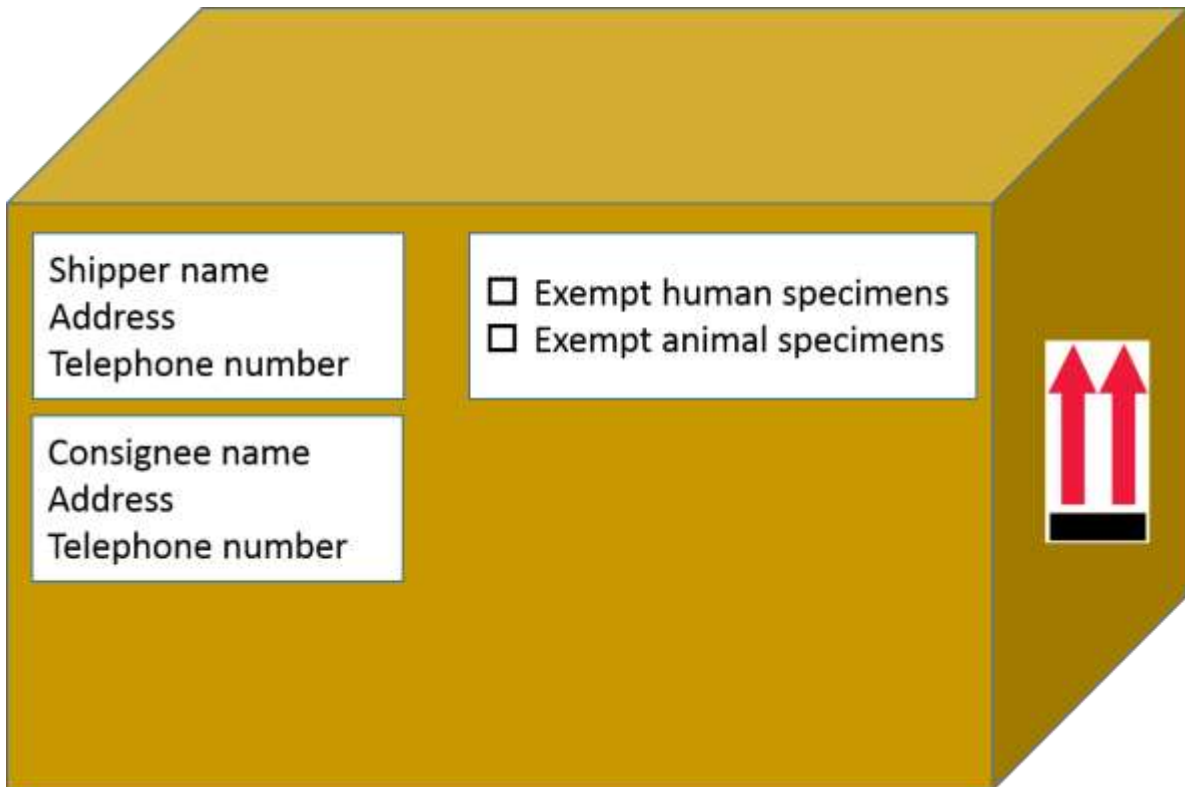 Shipper name
Address
Telephone number
Consignee name
Address
Telephone number
☐ Exempt human specimens
☐ Exempt animal specimens